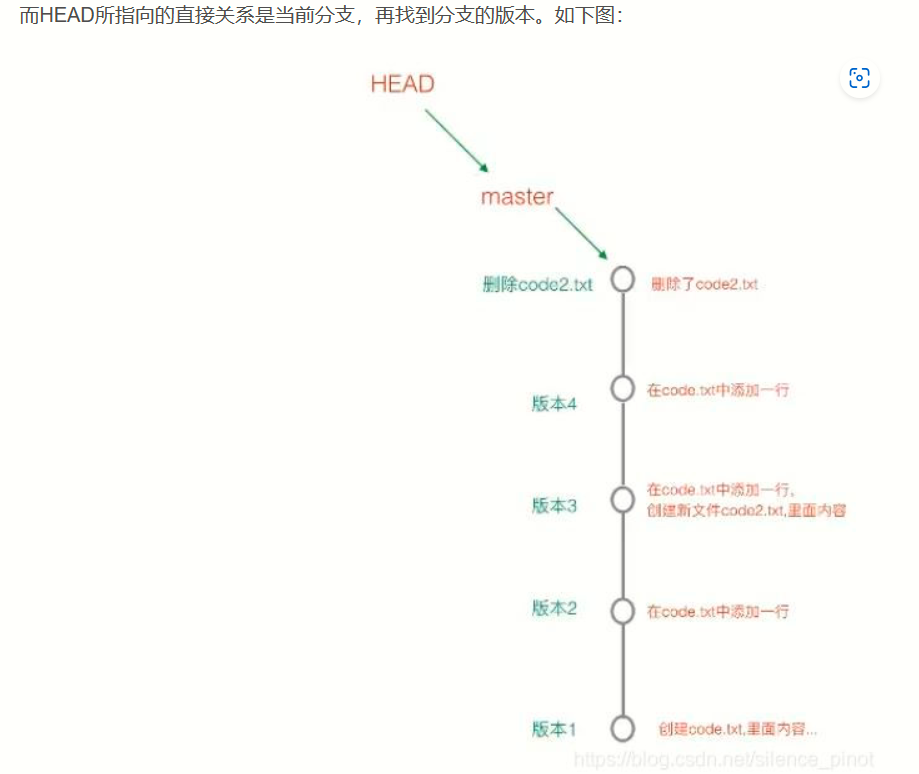 而HEAD所指向的直接关系是当前分支，再找到分支的版本。如下图：
HEAD
master
删除code2.txt
删除了code2.txt
版本4
在code.txt中添加一行
版本3
在code.txt中添加一行、
创建新文件code2.txt,里面内容
版本2
在code.txt中添加一行
版本1
创建code.txt,里面内容...
https://blog.csdn.net/silence_pinot